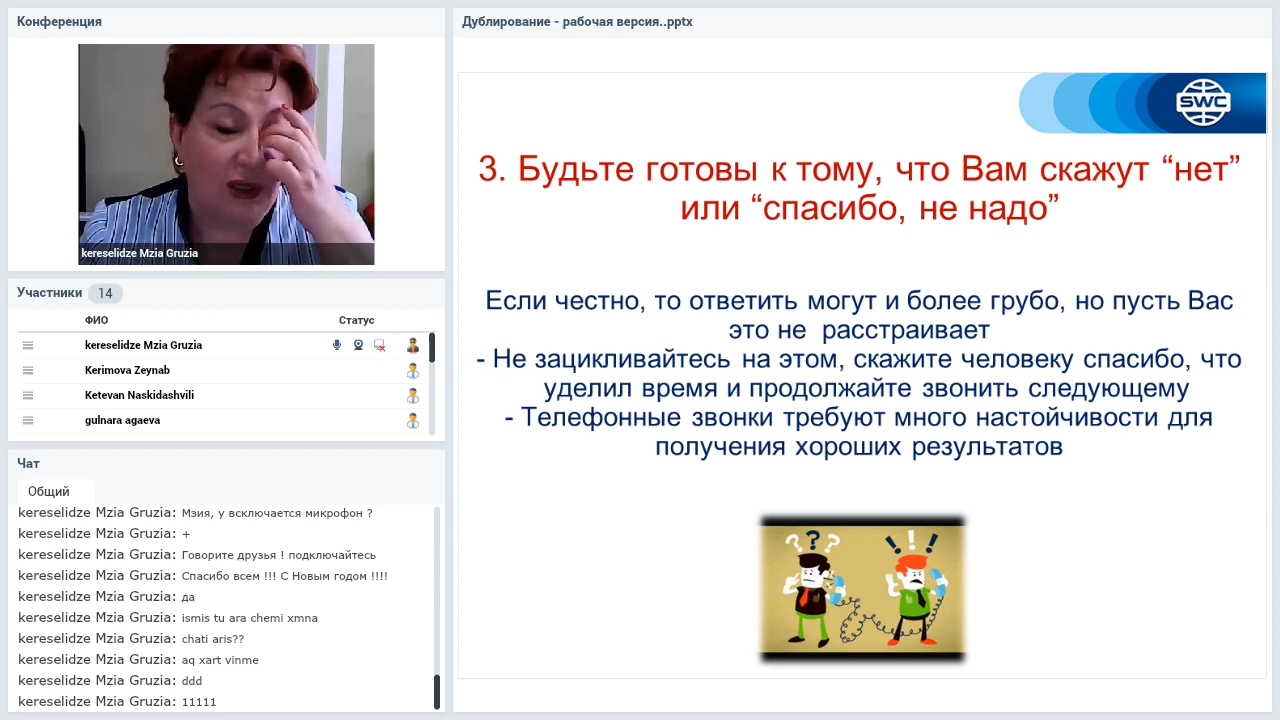 Конференция
kereselidze Mzia Gruzia
Участники 14
ФИО Статус
kereselidze Mzia Gruzia
Kerimova Zeynab
Ketevan Naskidashvili
gulnara agaeva
Чат
Общий
kereselidze Mzia Gruzia: Мзия, у всключается микрофон ?
kereselidze Mzia Gruzia: +
kereselidze Mzia Gruzia: Говорите друзья ! подключайтесь
kereselidze Mzia Gruzia: Спасибо всем !!! С Новым годом !!!!
kereselidze Mzia Gruzia: да
kereselidze Mzia Gruzia: ismis tu ara chemi xmna
kereselidze Mzia Gruzia: chati aris??
kereselidze Mzia Gruzia: aq xart vinme
kereselidze Mzia Gruzia: ddd
kereselidze Mzia Gruzia: 11111
Дублирование - рабочая версия..pptx
SWC
3. Будьте готовы к тому, что Вам скажут “нет”
или “спасибо, не надо”
Если честно, то ответить могут и более грубо, но пусть Вас
это не расстраивает
- Не зацикливайтесь на этом, скажите человеку спасибо, что
уделил время и продолжайте звонить следующему
- Телефонные звонки требуют много настойчивости для
получения хороших результатов
? ? ? ! ! !